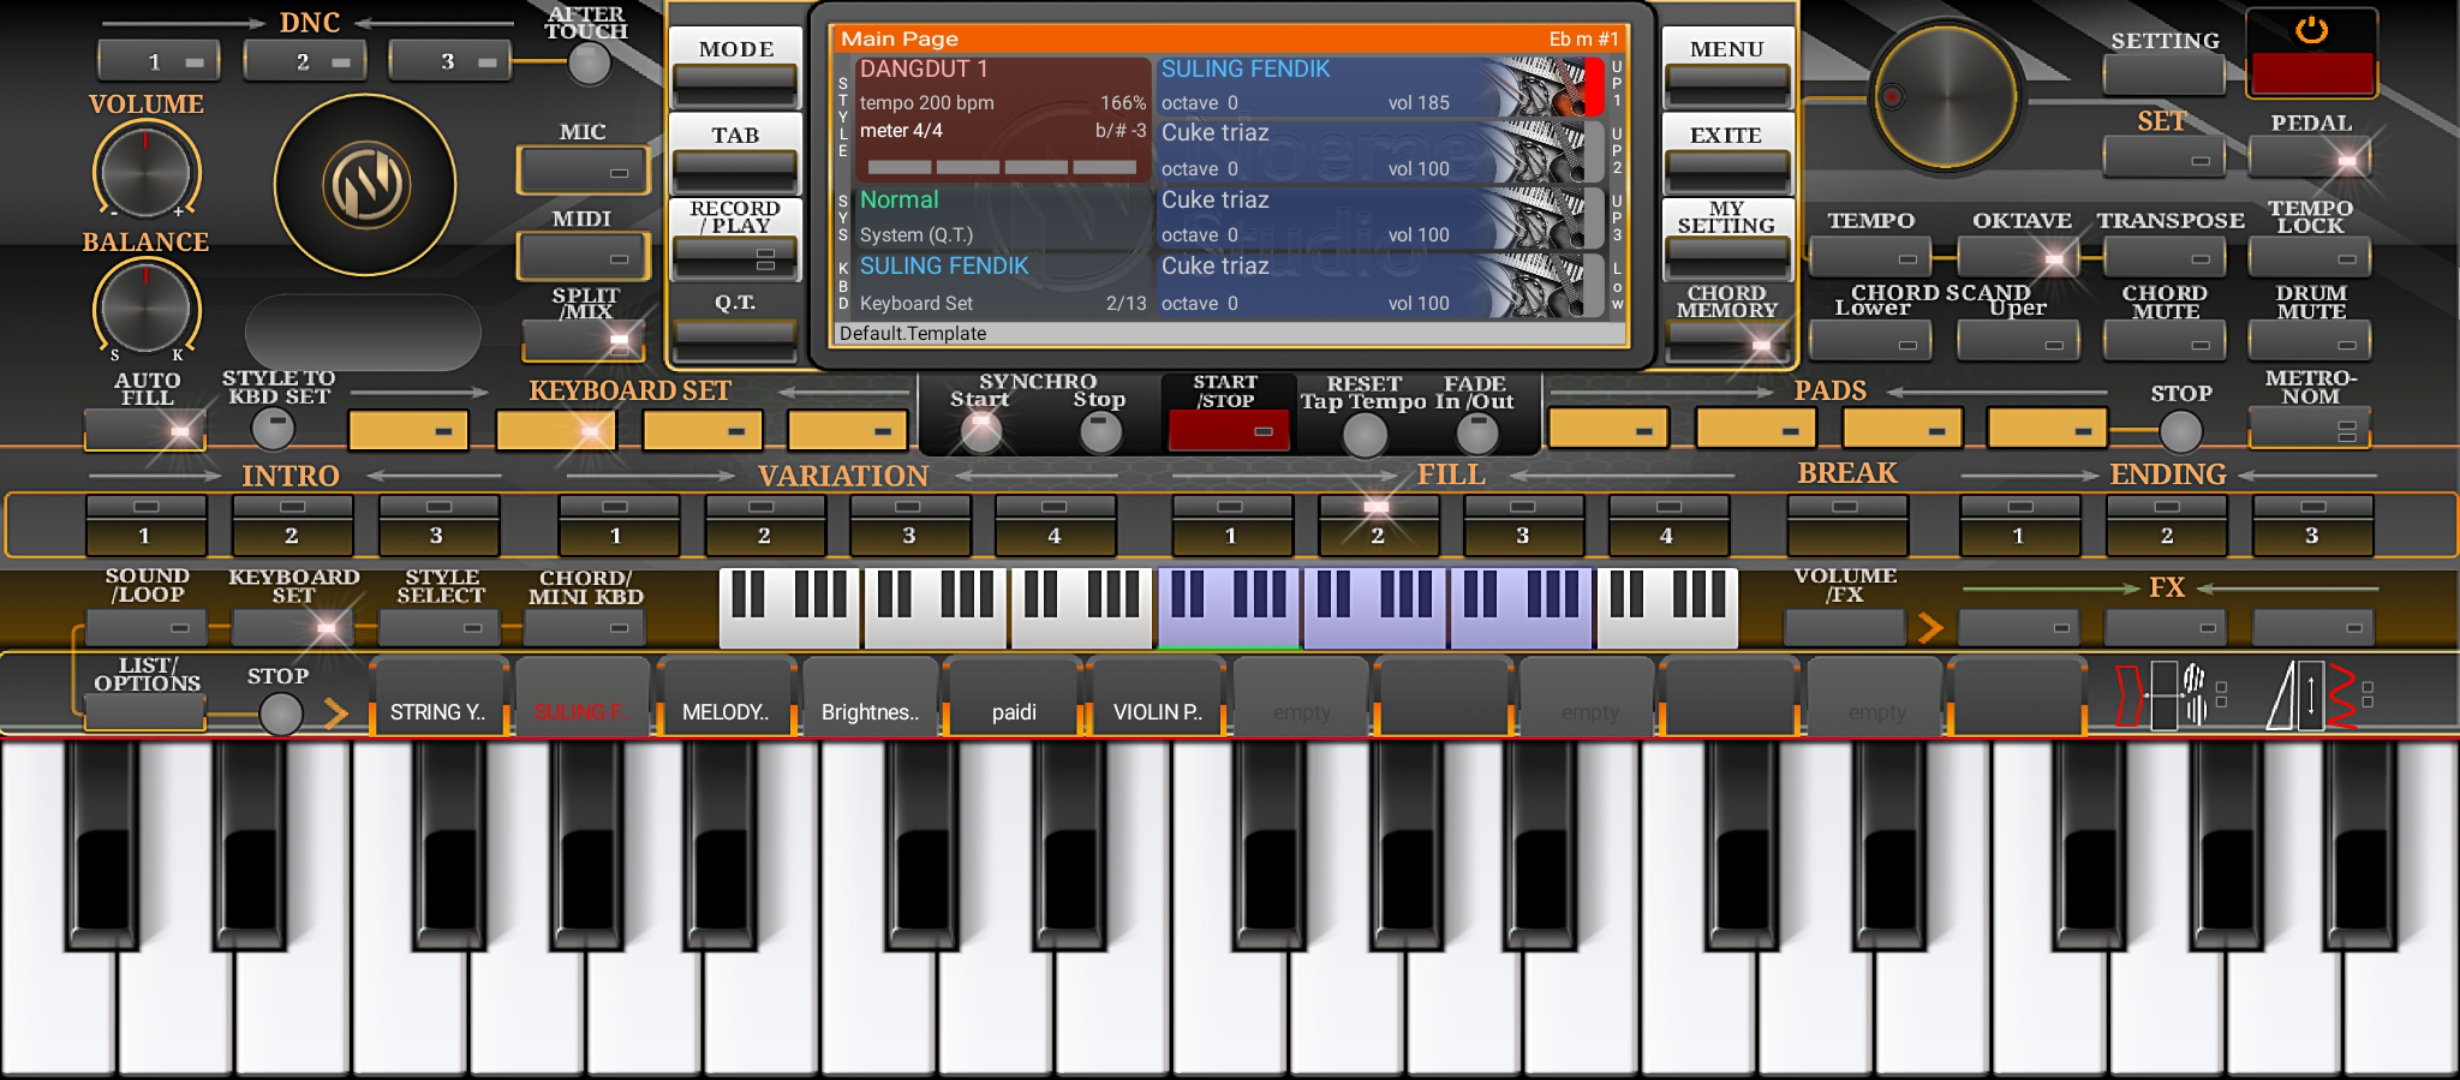 DNC
AFTER
TOUCH
1
2
3
VOLUME
- +
BALANCE
S K
MIC
MIDI
SPLIT
/MIX
MODE
TAB
RECORD
/ PLAY
Q.T.
Main Page
Eb m #1
STYLE
DANGDUT 1
tempo 200 bpm
166%
meter 4/4
b/# -3
SYS
Normal
System (Q.T.)
KBD
SULING FENDIK
Keyboard Set
2/13
SULING FENDIK
octave 0
vol 185
UP1
Cuke triaz
octave 0
vol 100
UP2
Cuke triaz
octave 0
vol 100
UP3
Cuke triaz
octave 0
vol 100
Low
Default.Template
MENU
EXITE
MY
SETTING
CHORD
MEMORY
SETTING
SET
PEDAL
TEMPO
OKTAVE
TRANSPOSE
TEMPO
LOCK
CHORD SCAND
Lower
Uper
CHORD
MUTE
DRUM
MUTE
AUTO
FILL
STYLE TO
KBD SET
KEYBOARD SET
SYNCHRO
Start
Stop
START
/STOP
RESET
Tap Tempo
FADE
In /Out
PADS
STOP
METRO-
NOM
INTRO
VARIATION
FILL
BREAK
ENDING
1
2
3
1
2
3
4
1
2
3
4
1
2
3
SOUND
/LOOP
KEYBOARD
SET
STYLE
SELECT
CHORD/
MINI KBD
VOLUME
/FX
FX
LIST/
OPTIONS
STOP
STRING Y..
SULING F..
MELODY..
Brightnes..
paidi
VIOLIN P..
empty
empty
empty